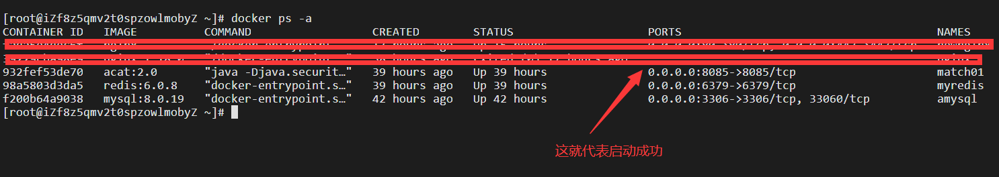 [root@iZf8z5qmv2t0spzowlmobyZ ~]# docker ps -a
CONTAINER ID IMAGE COMMAND CREATED STATUS PORTS NAMES
932fef53de70 acat:2.0 "java -Djava.securit…" 39 hours ago Up 39 hours 0.0.0.0:8085->8085/tcp match01
98a5803d3da5 redis:6.0.8 "docker-entrypoint.s…" 39 hours ago Up 39 hours 0.0.0.0:6379->6379/tcp myredis
f200b64a9038 mysql:8.0.19 "docker-entrypoint.s…" 42 hours ago Up 42 hours 0.0.0.0:3306->3306/tcp, 33060/tcp amysql
[root@iZf8z5qmv2t0spzowlmobyZ ~]#
这就代表启动成功